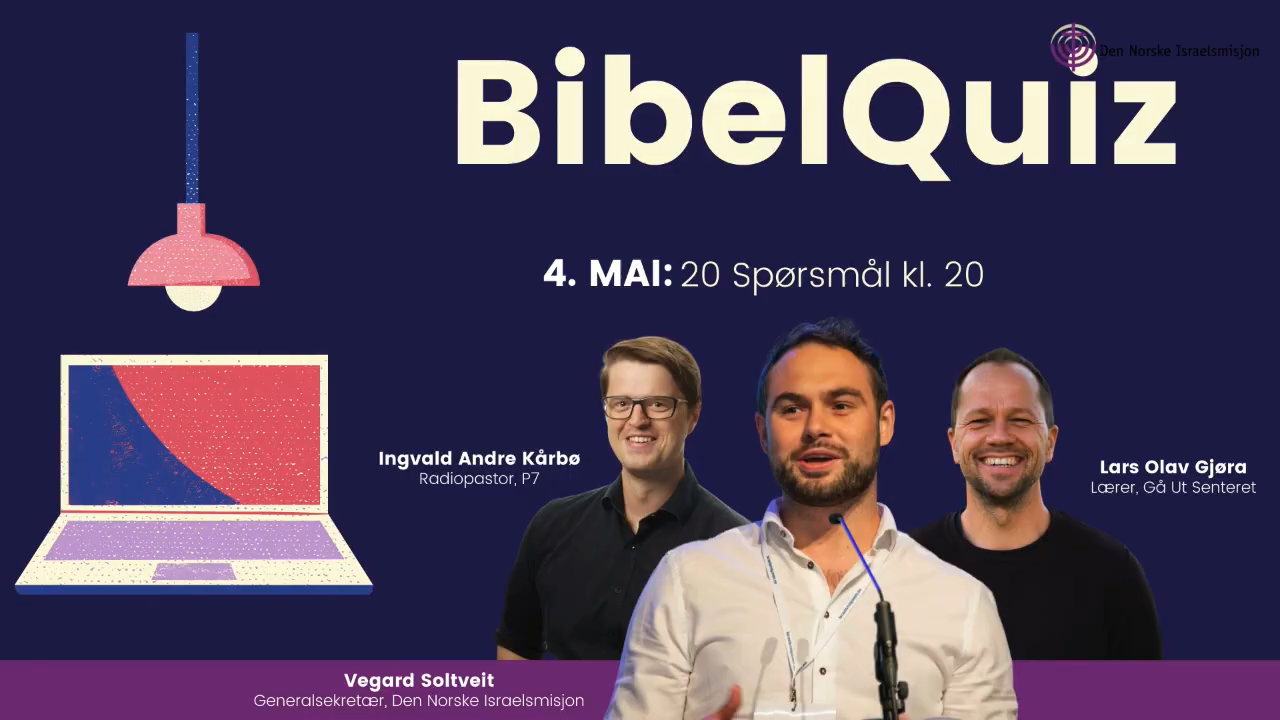 Den Norske Israelsmisjon
BibelQuiz
4. MAI: 20 Spørsmål kl. 20
Ingvald Andre Kårbø
Radiopastor, P7
Lars Olav Gjøra
Lærer, Gå Ut Senteret
Vegard Soltveit
Generalsekretær, Den Norske Israelsmisjon